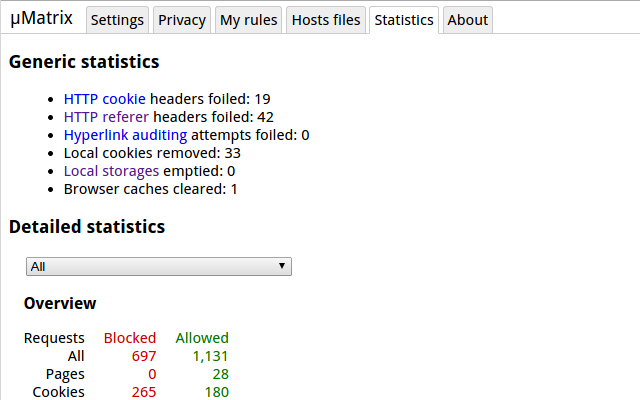 µMatrix Settings Privacy My rules Hosts files Statistics About
Generic statistics
HTTP cookie headers foiled: 19
HTTP referer headers foiled: 42
Hyperlink auditing attempts foiled: 0
Local cookies removed: 33
Local storages emptied: 0
Browser caches cleared: 1
Detailed statistics
All
Overview
Requests Blocked Allowed
All 697 1,131
Pages 0 28
Cookies 265 180